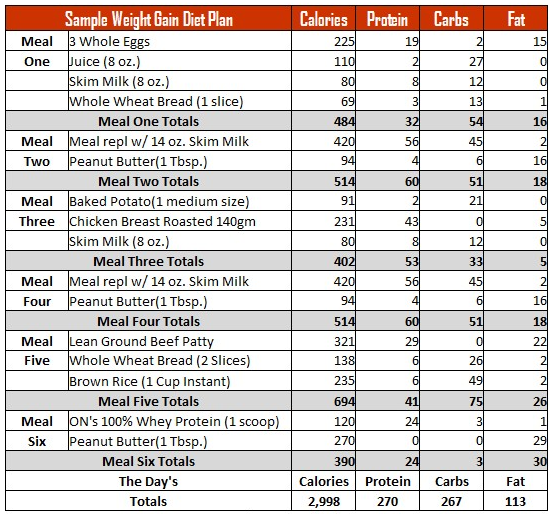 Sample Weight Gain Diet Plan Calories Protein Carbs Fat
Meal 3 Whole Eggs 225 19 2 15
One Juice (8 oz.) 110 2 27 0
Skim Milk (8 oz.) 80 8 12 0
Whole Wheat Bread (1 slice) 69 3 13 1
Meal One Totals 484 32 54 16
Meal Meal repl w/ 14 oz. Skim Milk 420 56 45 2
Two Peanut Butter(1 Tbsp.) 94 4 6 16
Meal Two Totals 514 60 51 18
Meal Baked Potato(1 medium size) 91 2 21 0
Three Chicken Breast Roasted 140gm 231 43 0 5
Skim Milk (8 oz.) 80 8 12 0
Meal Three Totals 402 53 33 5
Meal Meal repl w/ 14 oz. Skim Milk 420 56 45 2
Four Peanut Butter(1 Tbsp.) 94 4 6 16
Meal Four Totals 514 60 51 18
Meal Lean Ground Beef Patty 321 29 0 22
Five Whole Wheat Bread (2 Slices) 138 6 26 2
Brown Rice (1 Cup Instant) 235 6 49 2
Meal Five Totals 694 41 75 26
Meal ON's 100% Whey Protein (1 scoop) 120 24 3 1
Six Peanut Butter(1 Tbsp.) 270 0 0 29
Meal Six Totals 390 24 3 30
The Day's Calories Protein Carbs Fat
Totals 2,998 270 267 113